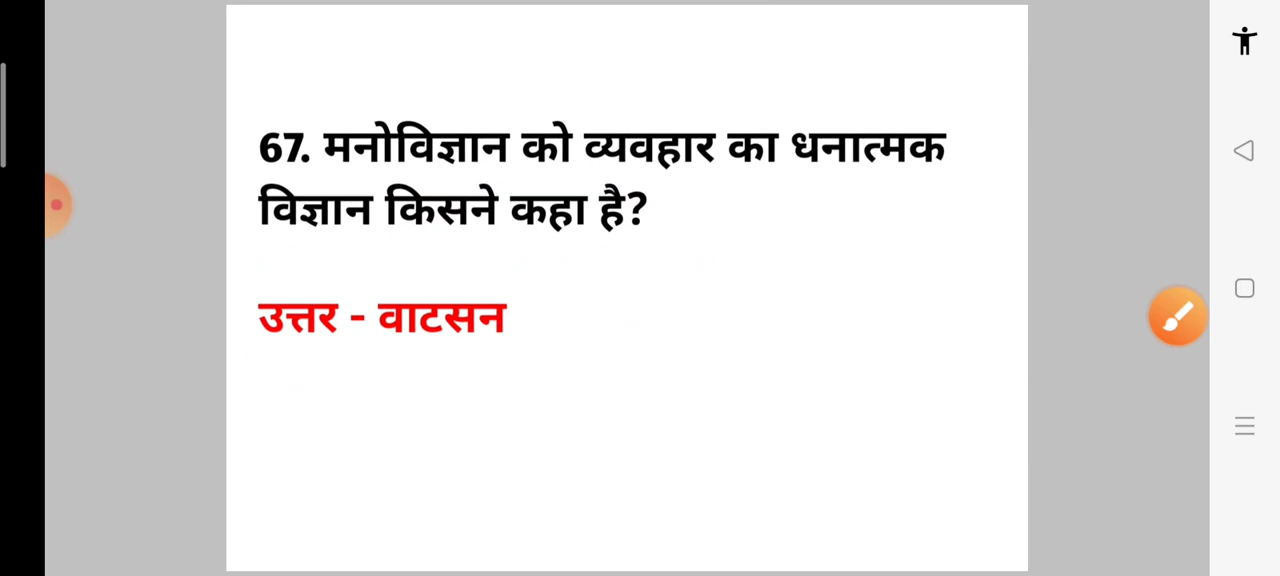 67. मनोविज्ञान को व्यवहार का धनात्मक
विज्ञान किसने कहा है?
उत्तर - वाटसन